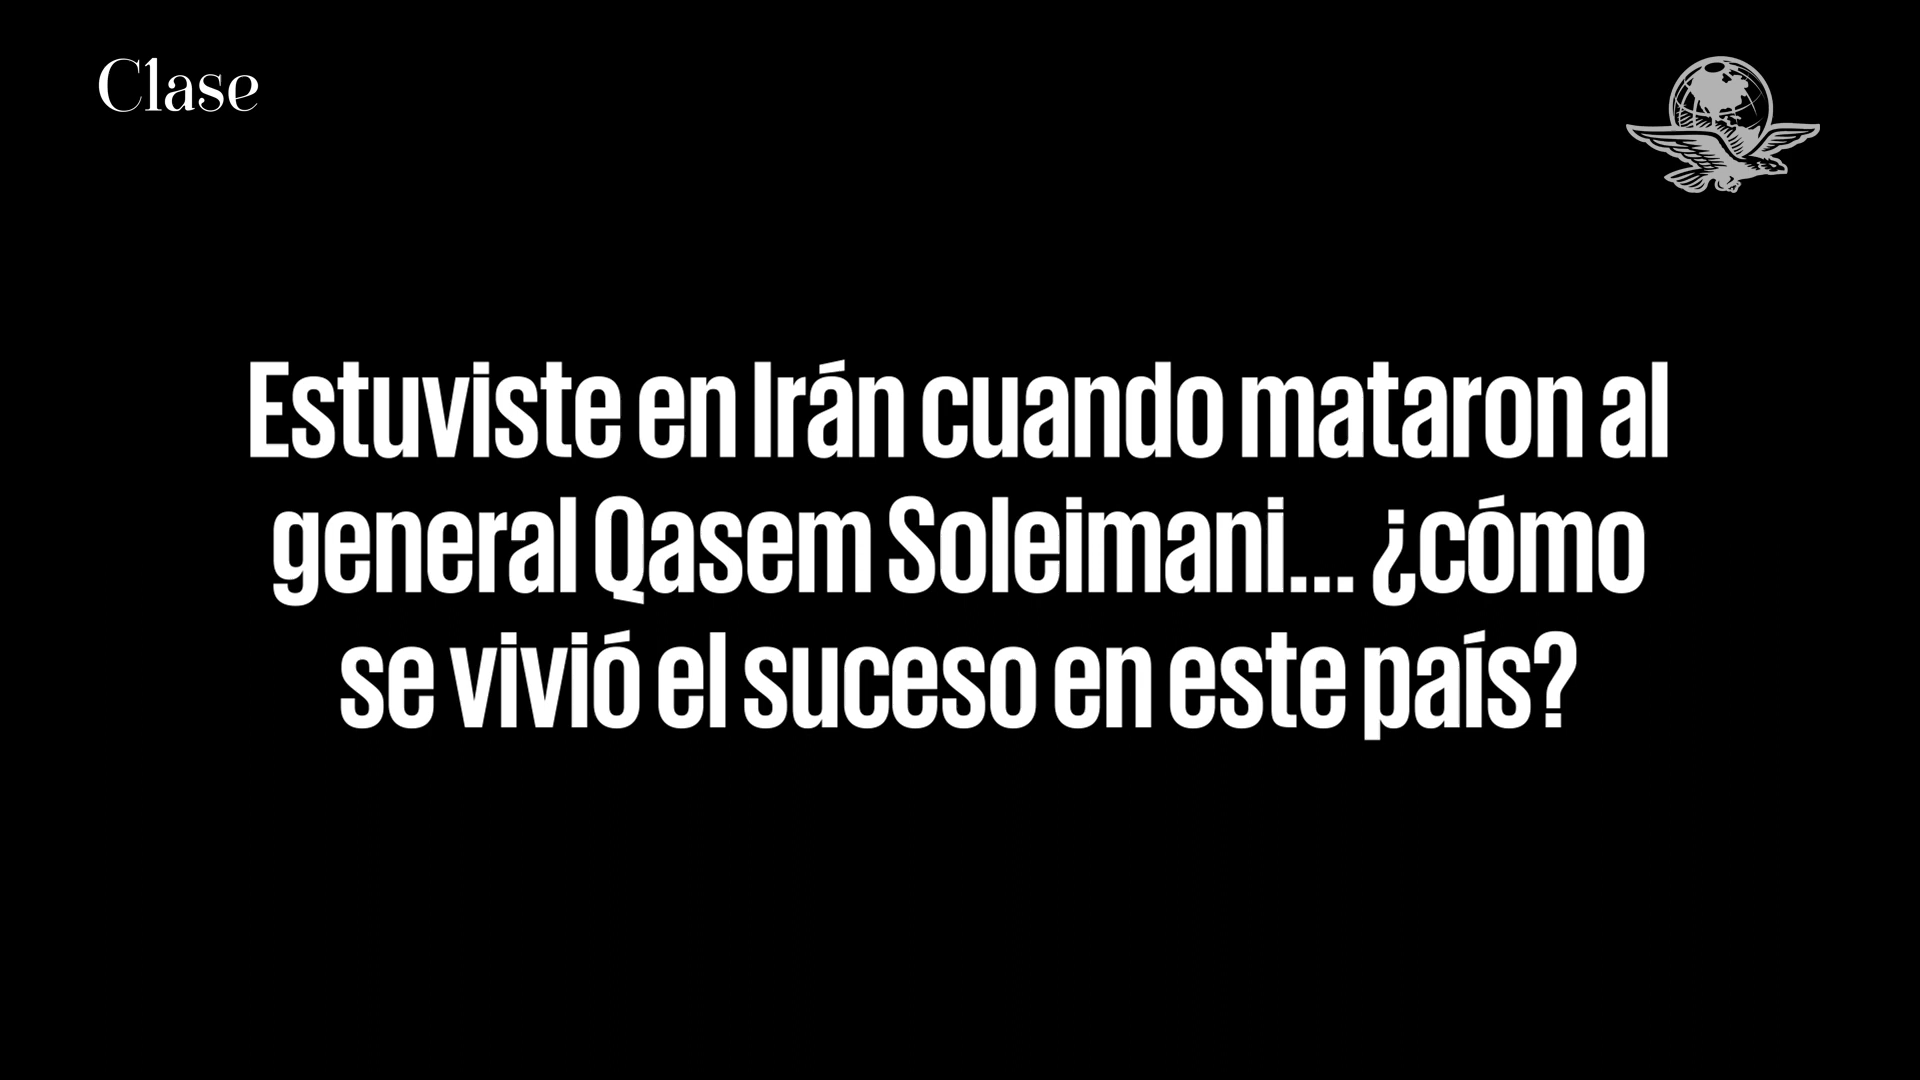 Clase
Estuviste en Irán cuando mataron al
general Qasem Soleimani... ¿cómo
se vivió el suceso en este país?